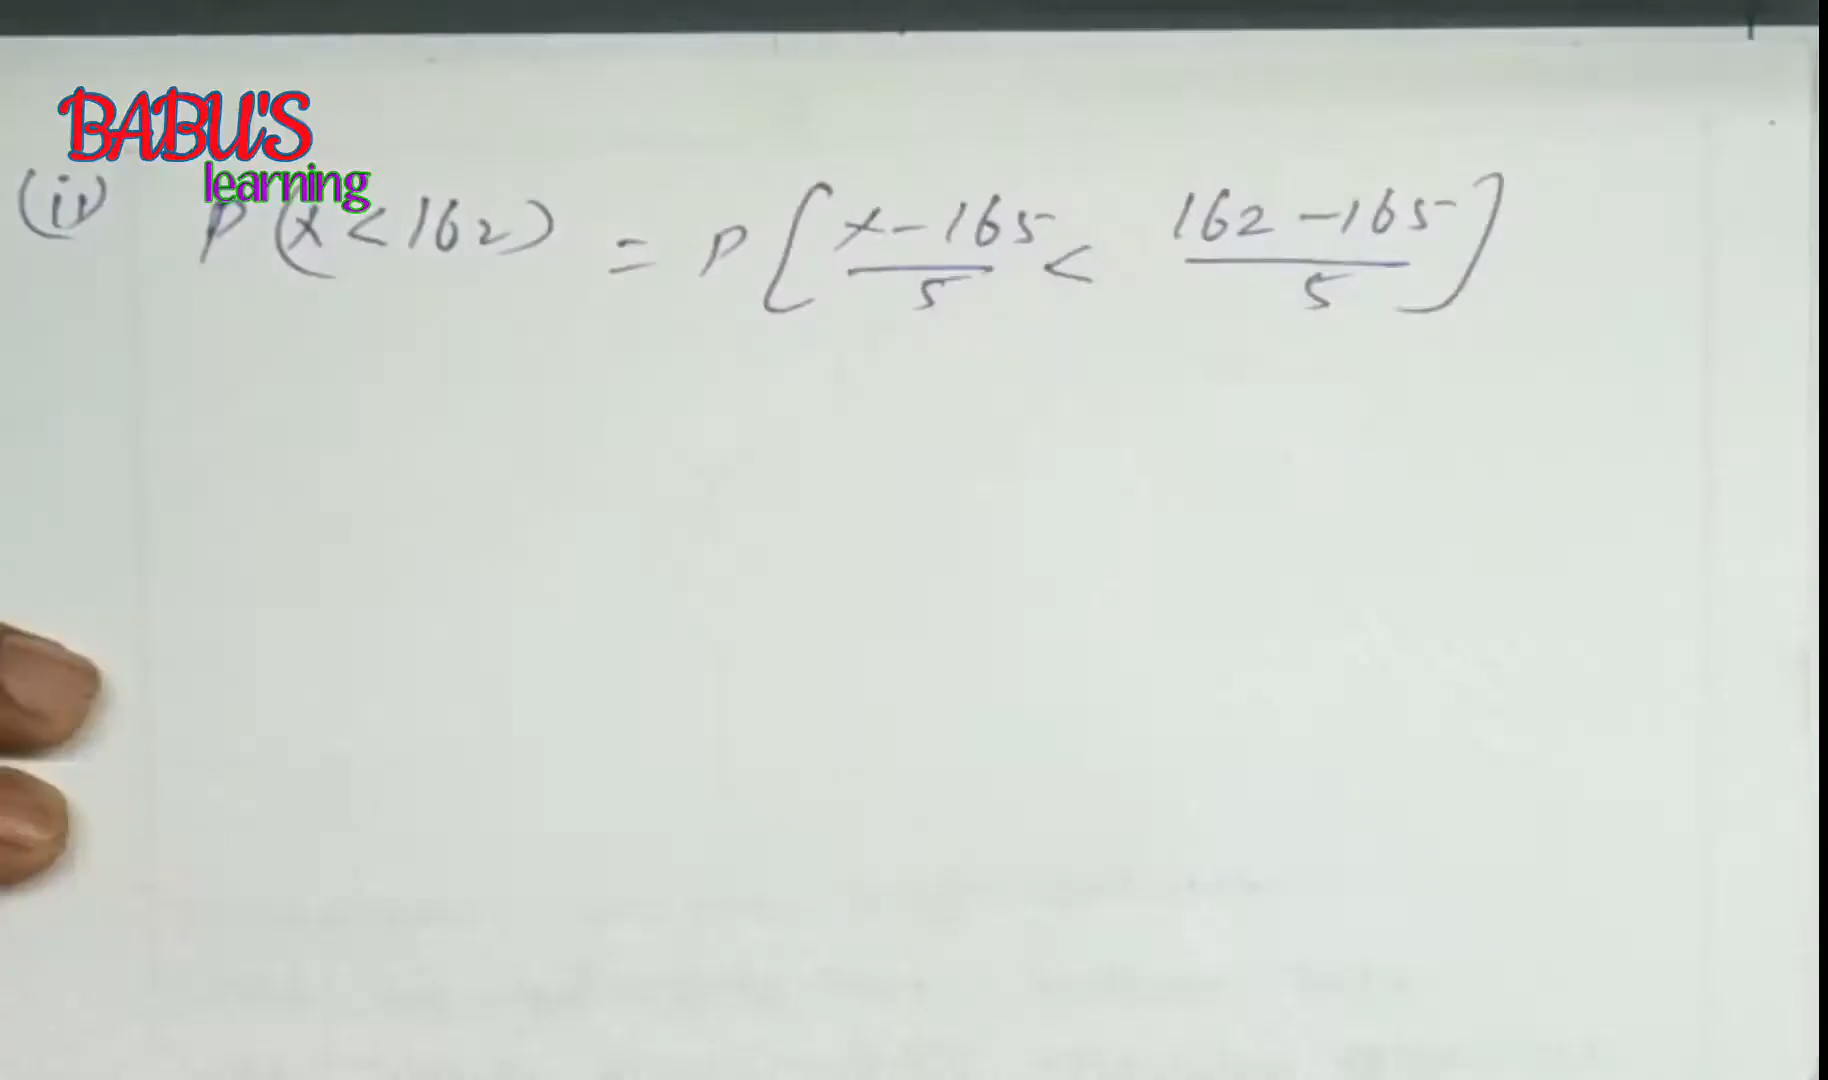 BABU'S
learning
(ii) P(x < 162) = P[x-165/5 < 162-165/5]